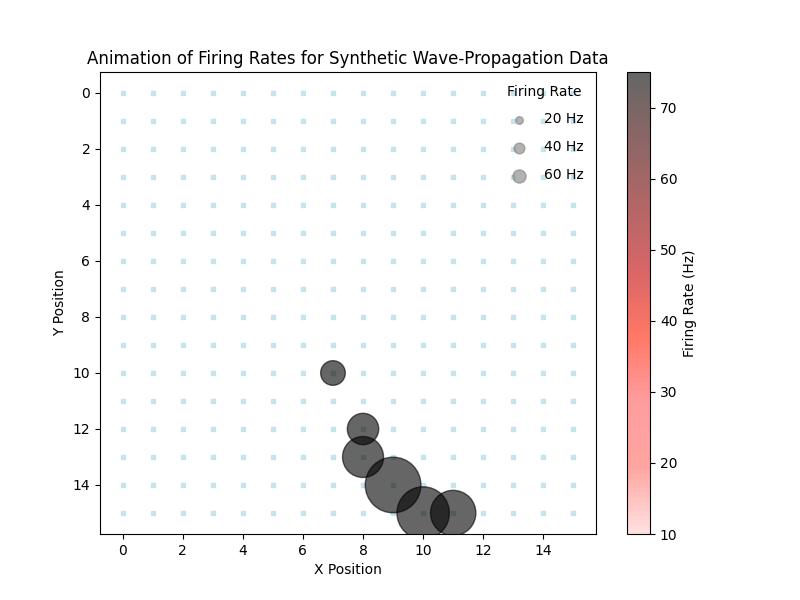 Animation of Firing Rates for Synthetic Wave-Propagation Data
Firing Rate
20 Hz
40 Hz
60 Hz
0
2
4
6
8
10
12
14
Y Position
0 2 4 6 8 10 12 14
X Position
70
60
50
40
30
20
10
Firing Rate (Hz)